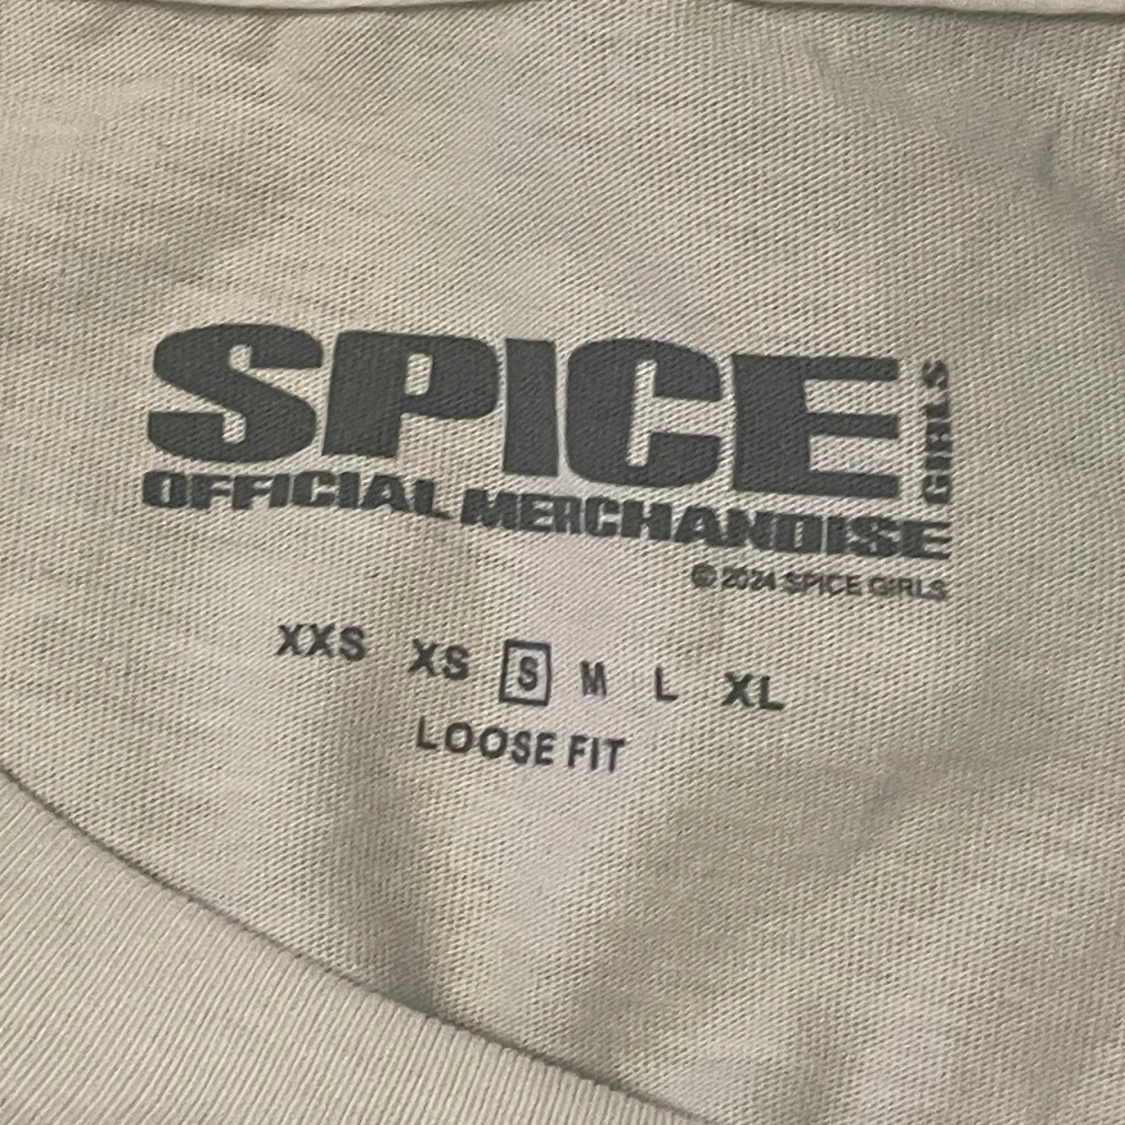 SPICE GIRLS
OFFICIAL MERCHANDISE
© 2024 SPICE GIRLS
XXS XS S M L XL
LOOSE FIT